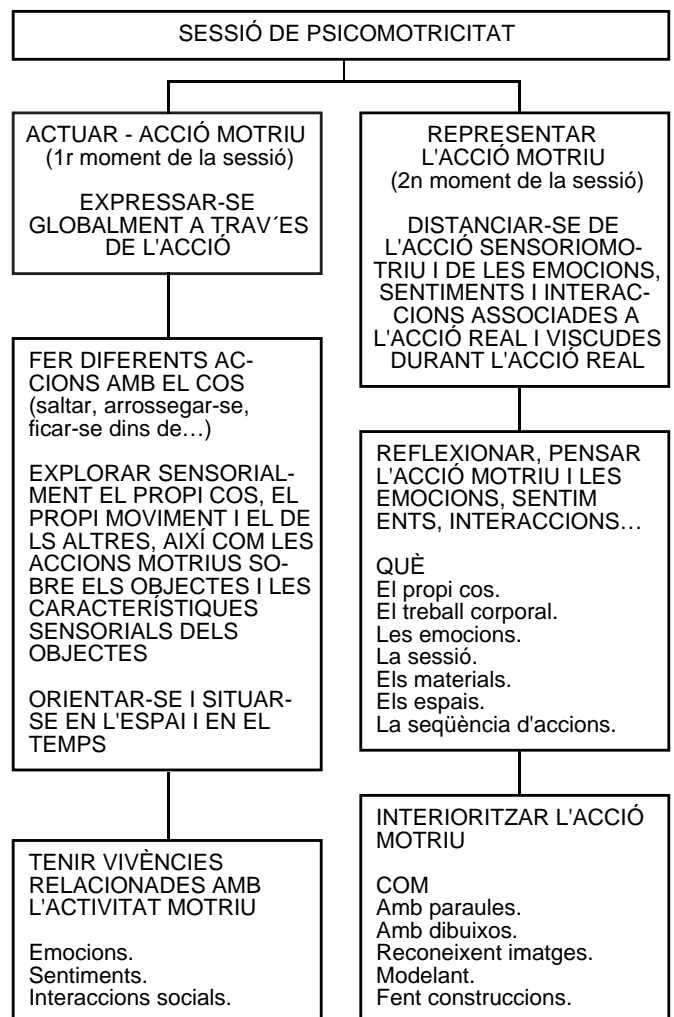 SESSIÓ DE PSICOMOTRICITAT
ACTUAR - ACCIÓ MOTRIU
(1r moment de la sessió)
EXPRESSAR-SE
GLOBALMENT A TRAV´ES
DE L'ACCIÓ
FER DIFERENTS AC-
CIONS AMB EL COS
(saltar, arrossegar-se,
ficar-se dins de…)
EXPLORAR SENSORIAL-
MENT EL PROPI COS, EL
PROPI MOVIMENT I EL DE
LS ALTRES, AIXÍ COM LES
ACCIONS MOTRIUS SO-
BRE ELS OBJECTES I LES
CARACTERÍSTIQUES
SENSORIALS DELS
OBJECTES
ORIENTAR-SE I SITUAR-
SE EN L'ESPAI I EN EL
TEMPS
TENIR VIVÈNCIES
RELACIONADES AMB
L'ACTIVITAT MOTRIU
Emocions.
Sentiments.
Interaccions socials.
REPRESENTAR
L'ACCIÓ MOTRIU
(2n moment de la sessió)
DISTANCIAR-SE DE
L'ACCIÓ SENSORIOMO-
TRIU I DE LES EMOCIONS,
SENTIMENTS I INTERAC-
CIONS ASSOCIADES A
L'ACCIÓ REAL I VISCUDES
DURANT L'ACCIÓ REAL
REFLEXIONAR, PENSAR
L'ACCIÓ MOTRIU I LES
EMOCIONS, SENTIM
ENTS, INTERACCIONS…
QUÈ
El propi cos.
El treball corporal.
Les emocions.
La sessió.
Els materials.
Els espais.
La seqüència d'accions.
INTERIORITZAR L'ACCIÓ
MOTRIU
COM
Amb paraules.
Amb dibuixos.
Reconeixent imatges.
Modelant.
Fent construccions.